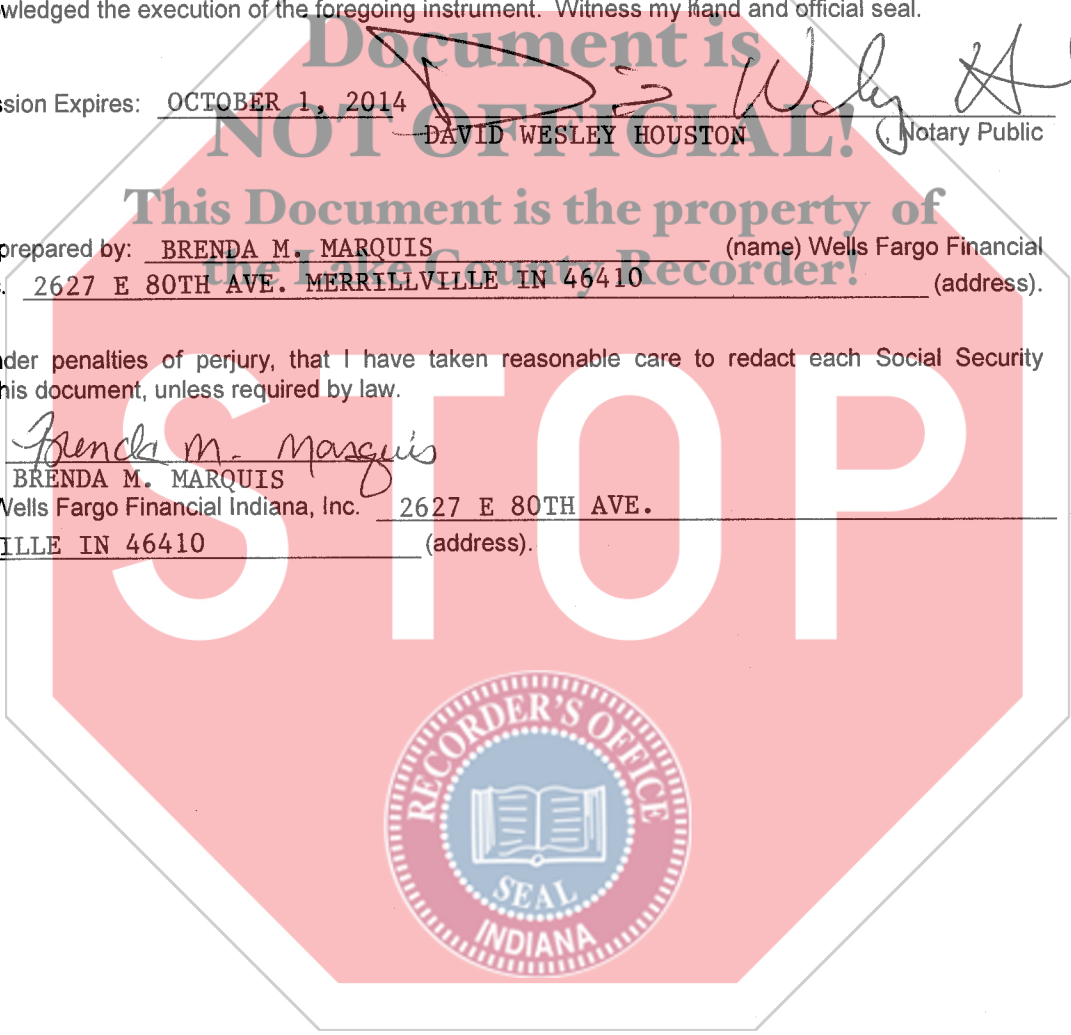 wledged the execution of the foregoing instrument. Witness my hand and official seal.
Document is
ssion Expires: OCTOBER 1, 2014
NOT OFFICIAL!
DAVID WESLEY HOUSTON , Notary Public
This Document is the property of
prepared by: BRENDA M. MARQUIS (name) Wells Fargo Financial
the Lake County Recorder!
2627 E 80TH AVE. MERRILLVILLE IN 46410 (address).
der penalties of perjury, that I have taken reasonable care to redact each Social Security
his document, unless required by law.
STOP
Brenda M. Marquis
BRENDA M. MARQUIS
Wells Fargo Financial Indiana, Inc. 2627 E 80TH AVE.
ILLE IN 46410 (address).
RECORDER'S OFFICE
SEAL
INDIANA